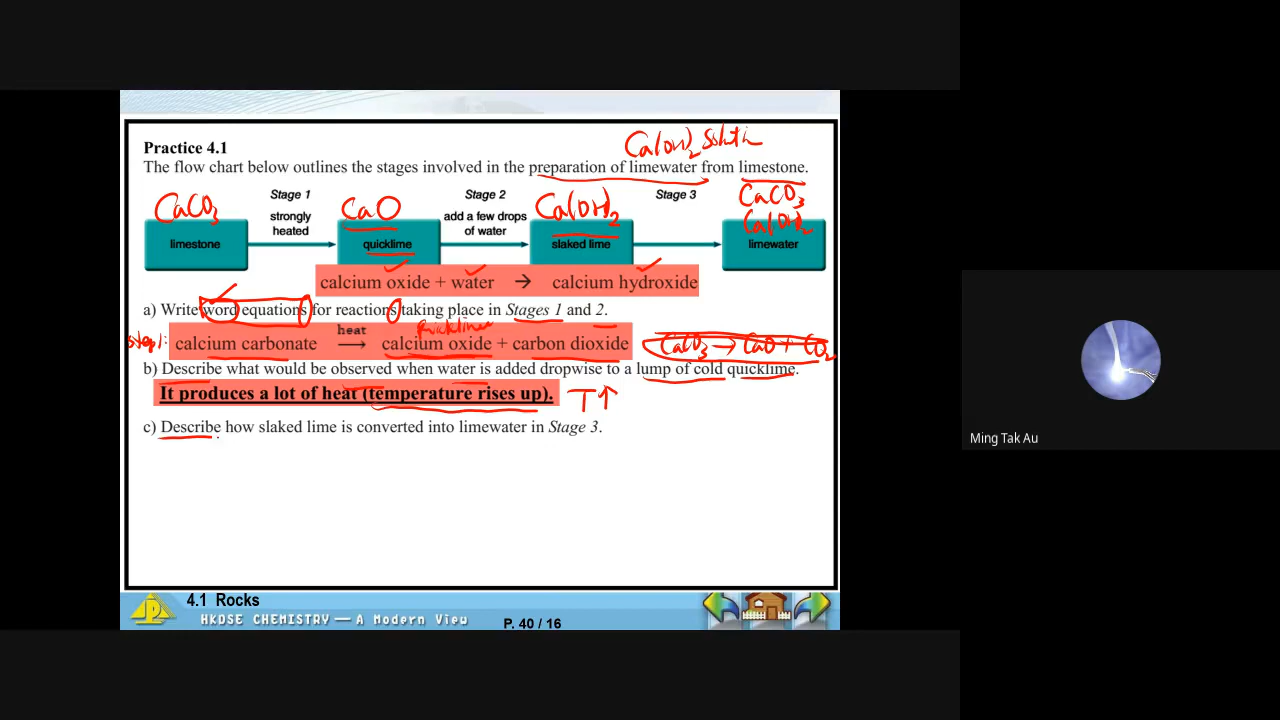 Practice 4.1
Ca(OH)2
The flow chart below outlines the stages involved in the preparation of limewater from limestone.
CaCO3
Stage 1
strongly
heated
CaO
Stage 2
add a few drops
of water
Ca(OH)2
Stage 3
CaCO3
Ca(OH)2
limestone
quicklime
slaked lime
limewater
calcium oxide + water → calcium hydroxide
a) Write word equations for reactions taking place in Stages 1 and 2.
quicklime
heat
calcium carbonate ⟶ calcium oxide + carbon dioxide
CaCO3 → CaO + CO2
b) Describe what would be observed when water is added dropwise to a lump of cold quicklime.
It produces a lot of heat (temperature rises up).
T↑
c) Describe how slaked lime is converted into limewater in Stage 3.
Ming Tak Au
4.1 Rocks
HKDSE CHEMISTRY — A Modern View
P. 40 / 16